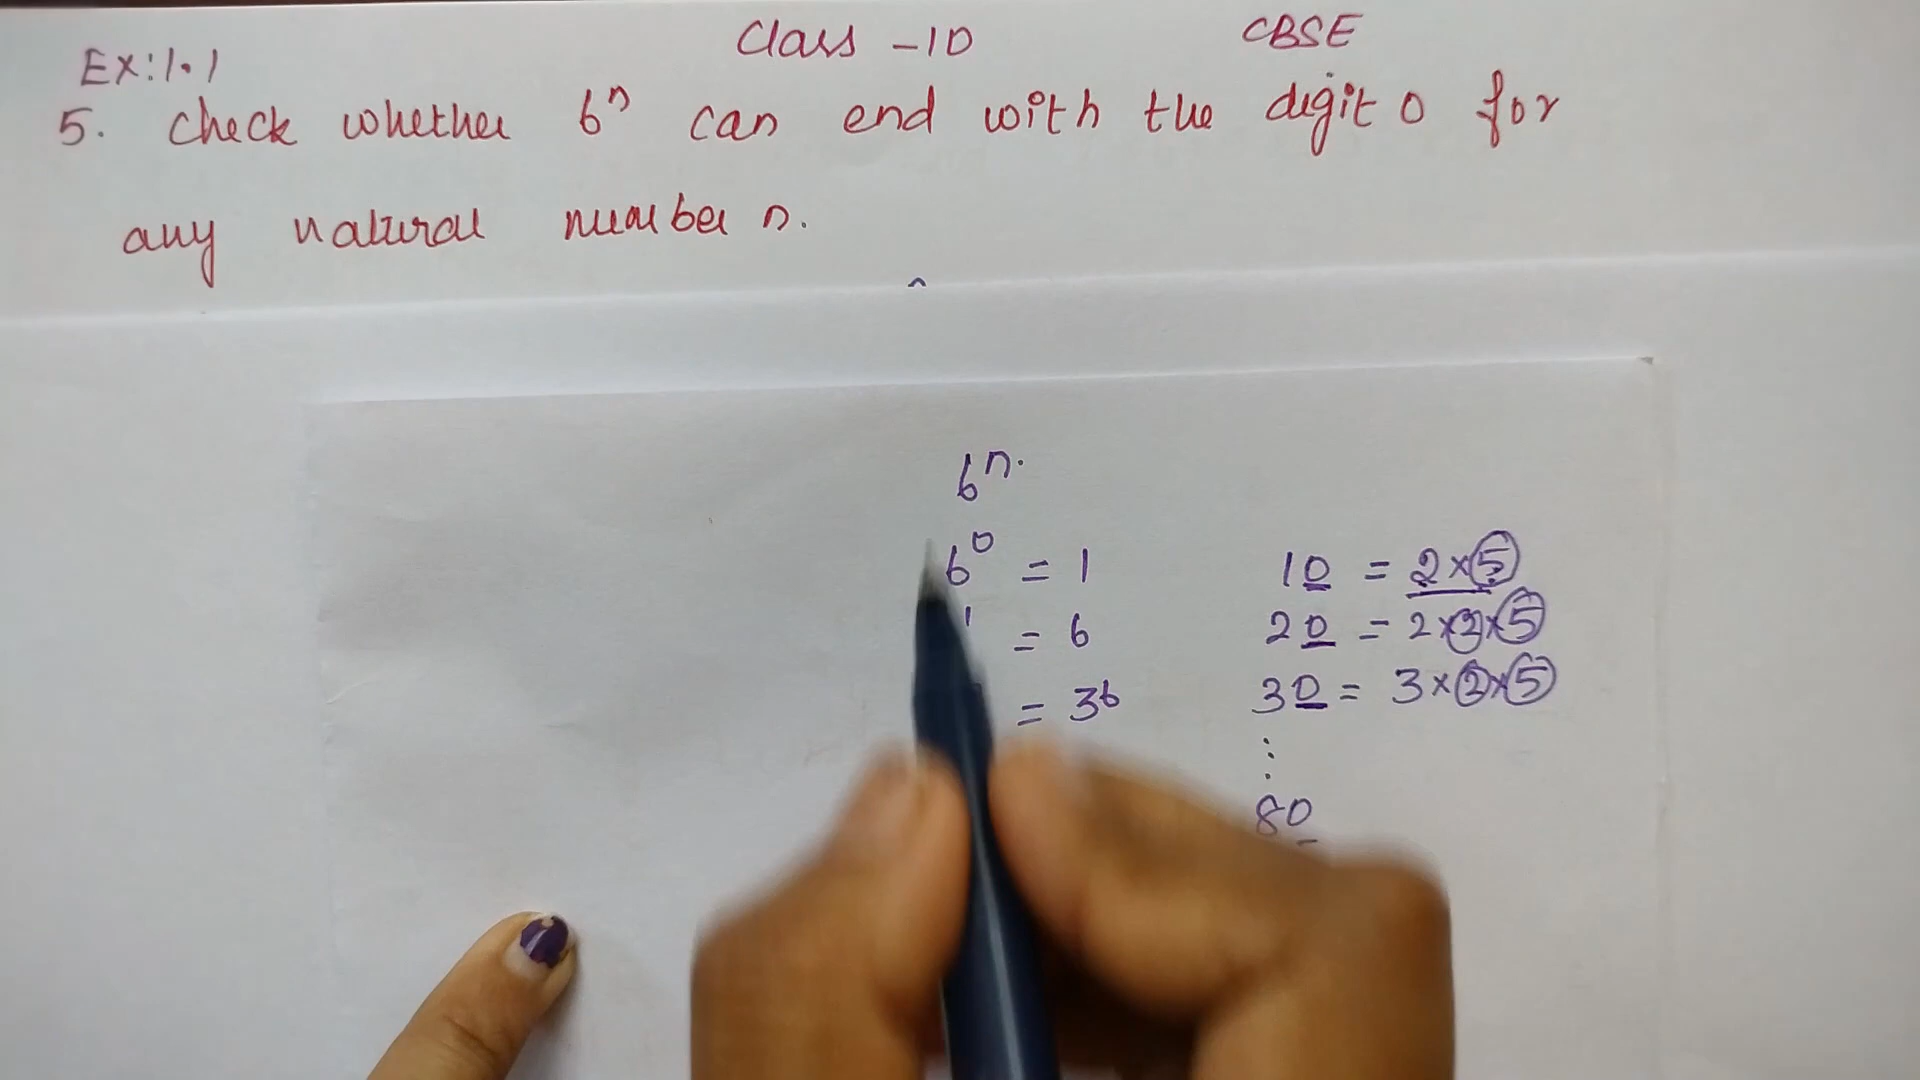 Class -10 CBSE
Ex:1.1
5. Check whether 6ⁿ can end with the digit 0 for
any natural number n.
6ⁿ.
6⁰ = 1
¹ = 6
= 36
10 = 2×5
20 = 2×2×5
30 = 3×2×5
⋮
80